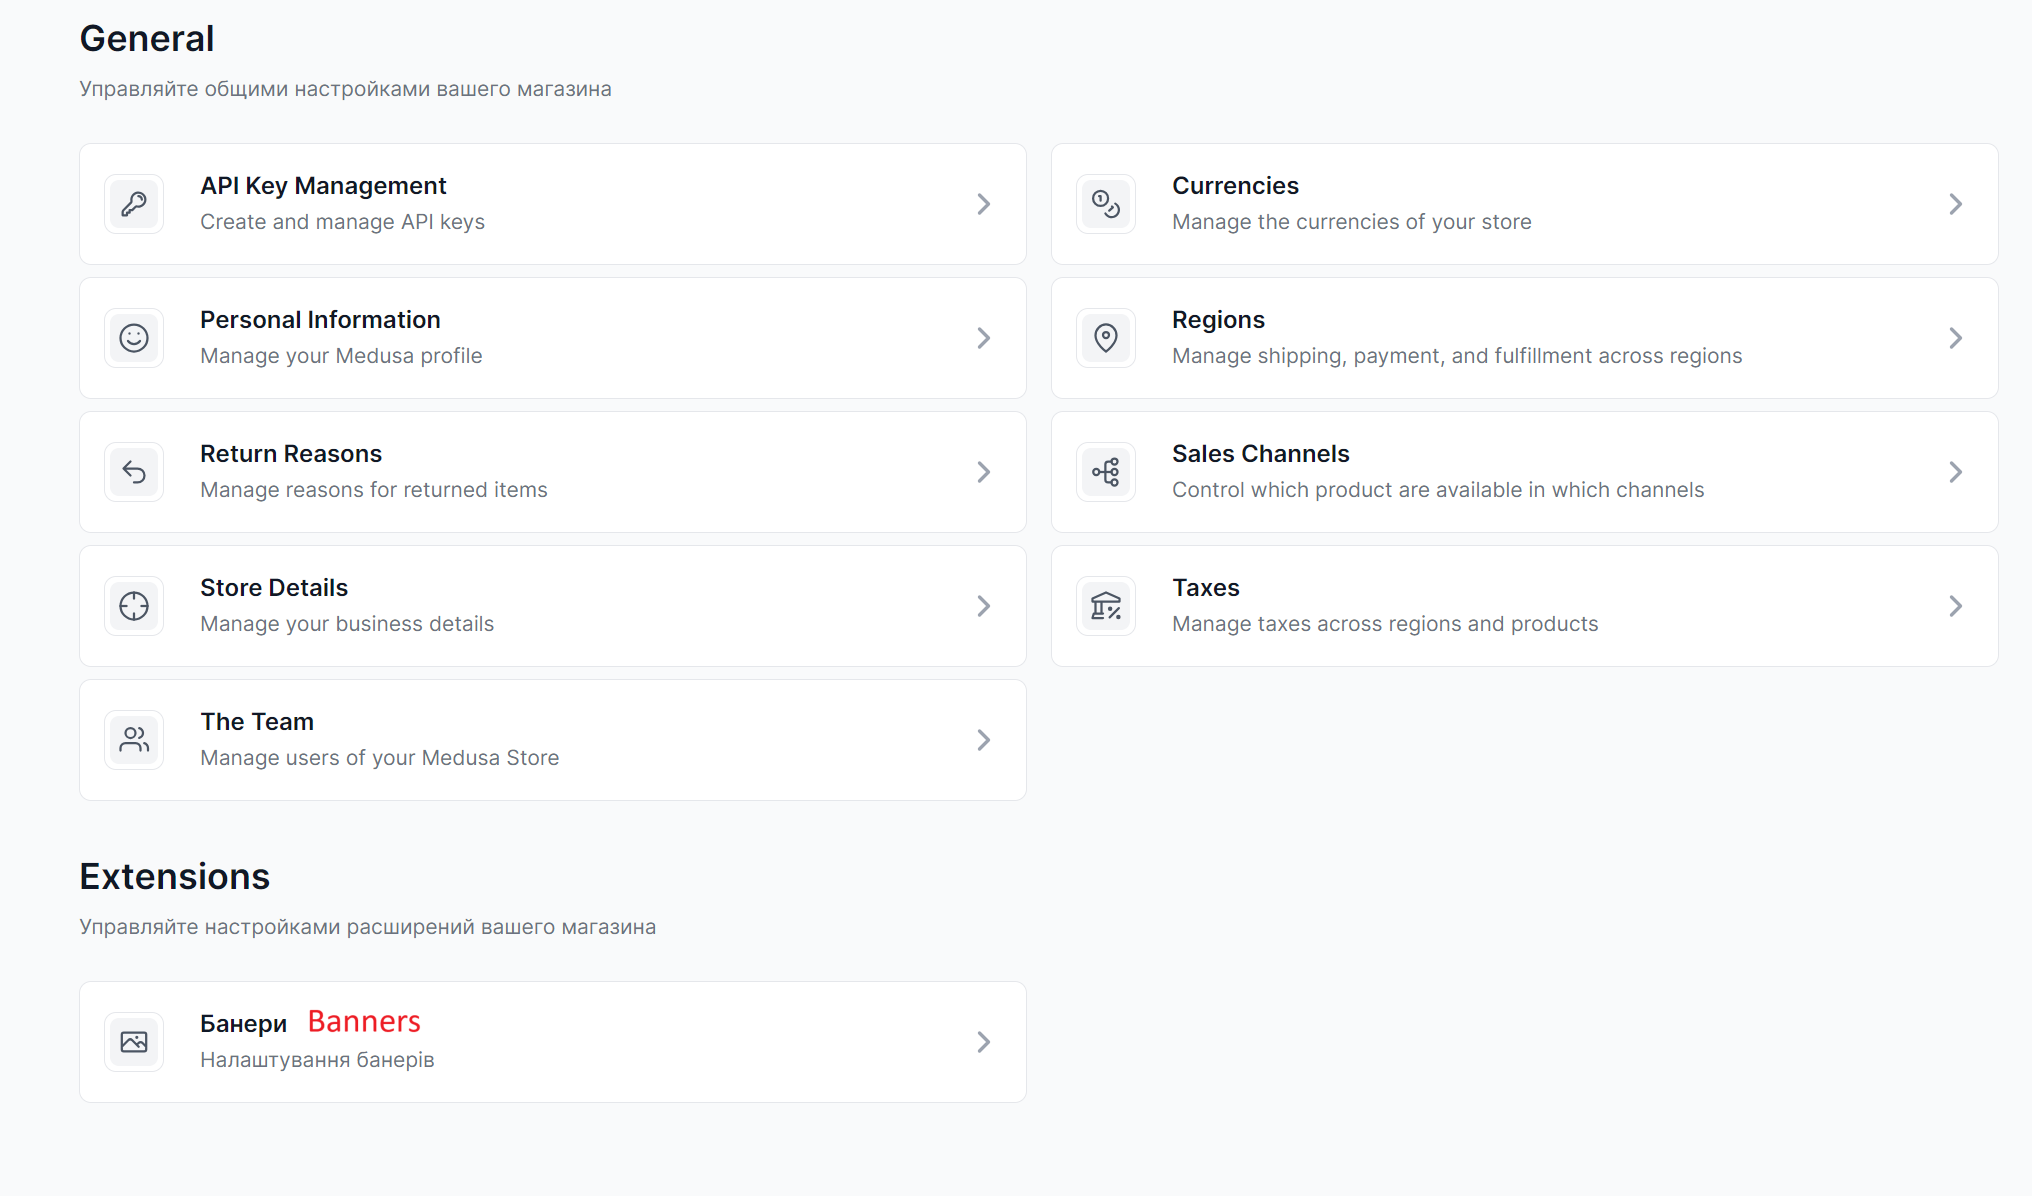 General
Управляйте общими настройками вашего магазина
API Key Management
Create and manage API keys
Currencies
Manage the currencies of your store
Personal Information
Manage your Medusa profile
Regions
Manage shipping, payment, and fulfillment across regions
Return Reasons
Manage reasons for returned items
Sales Channels
Control which product are available in which channels
Store Details
Manage your business details
Taxes
Manage taxes across regions and products
The Team
Manage users of your Medusa Store
Extensions
Управляйте настройками расширений вашего магазина
Банери Banners
Налаштування банерів